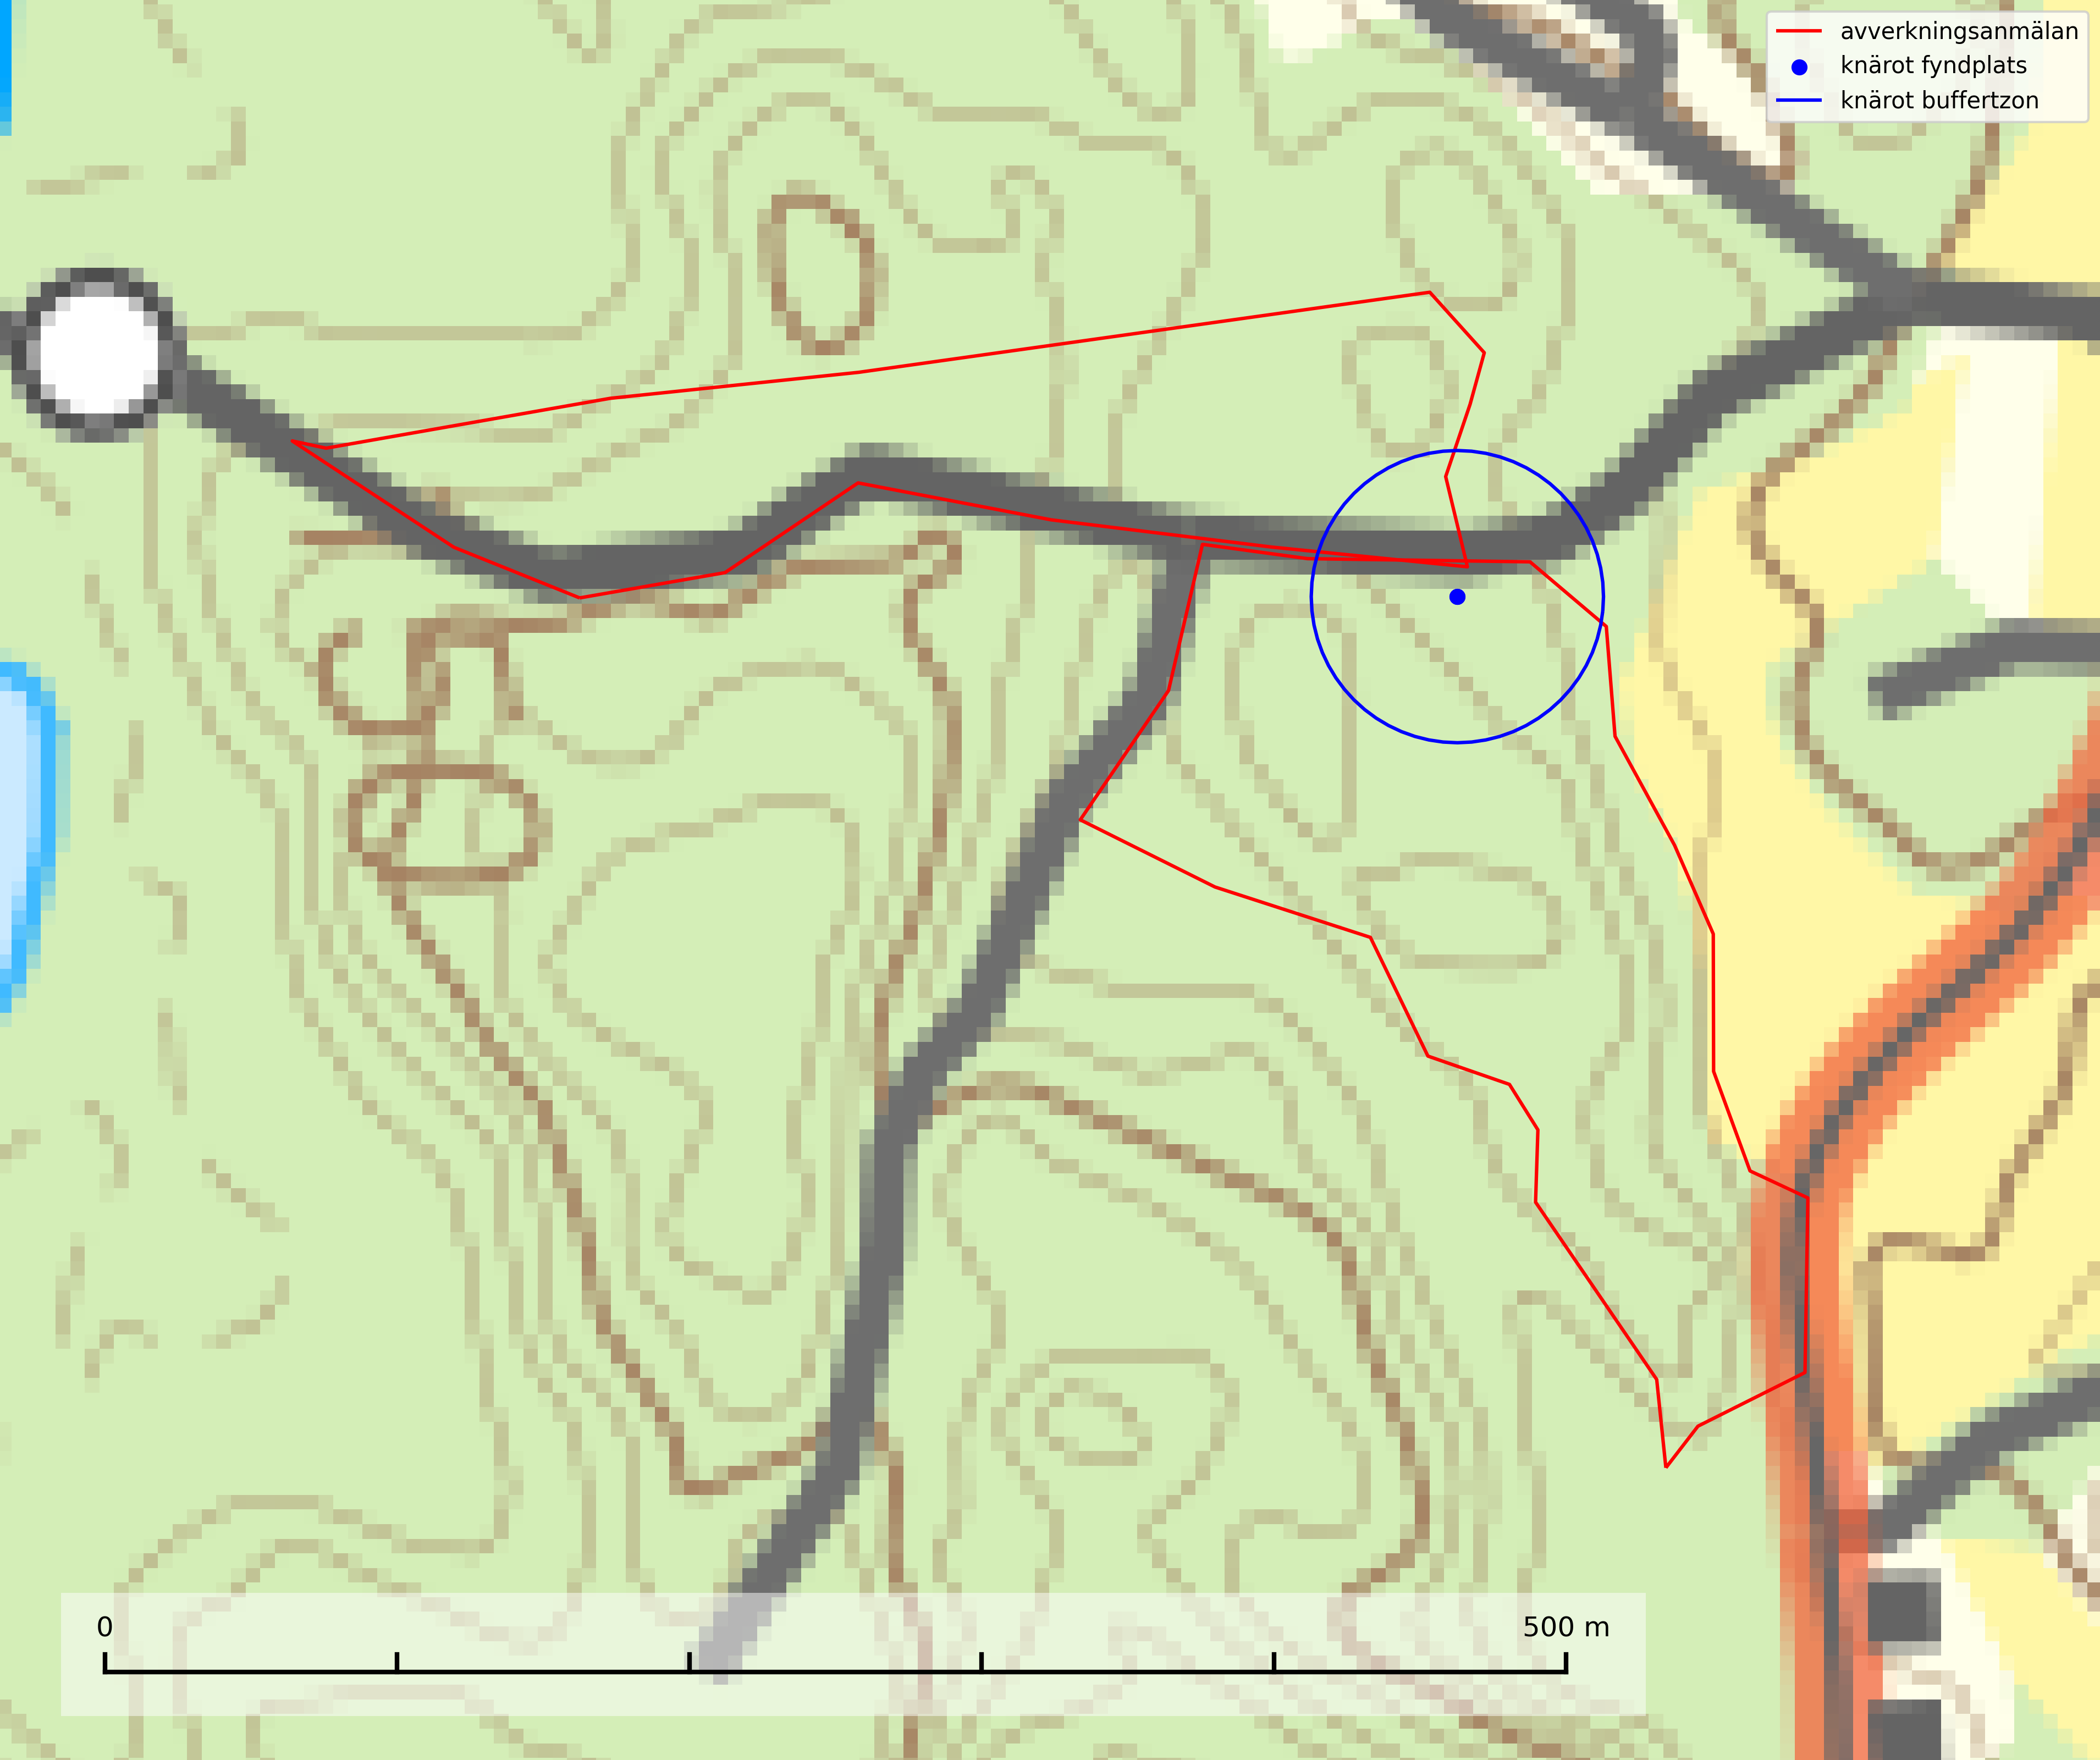 avverkningsanmälan
knärot fyndplats
knärot buffertzon
0
500 m